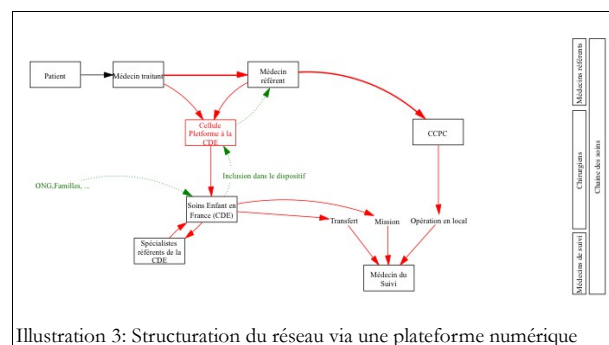 Patient
Médecin traitant
Médecin
référent
Cellule
Pletforme à la
CDE
CCPC
Inclusion dans le dispositif
ONG,Familles, ...
Soins Enfant en
France (CDE)
Transfert
Mission
Opération en local
Spécialistes
référents de la
CDE
Médecin du
Suivi
Médecins référents
Chirurgiens
Médecins de suivi
Chaine des soins
Illustration 3: Structuration du réseau via une plateforme numérique